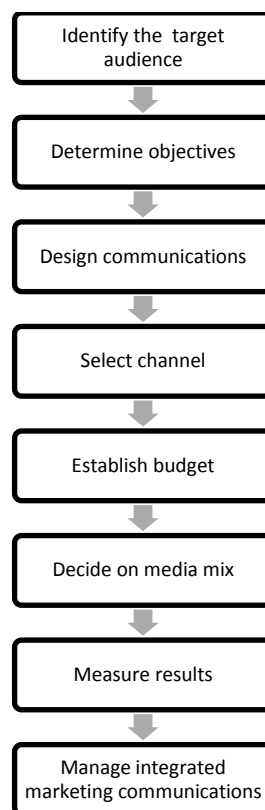 Identify the target
audience
Determine objectives
Design communications
Select channel
Establish budget
Decide on media mix
Measure results
Manage integrated
marketing communications